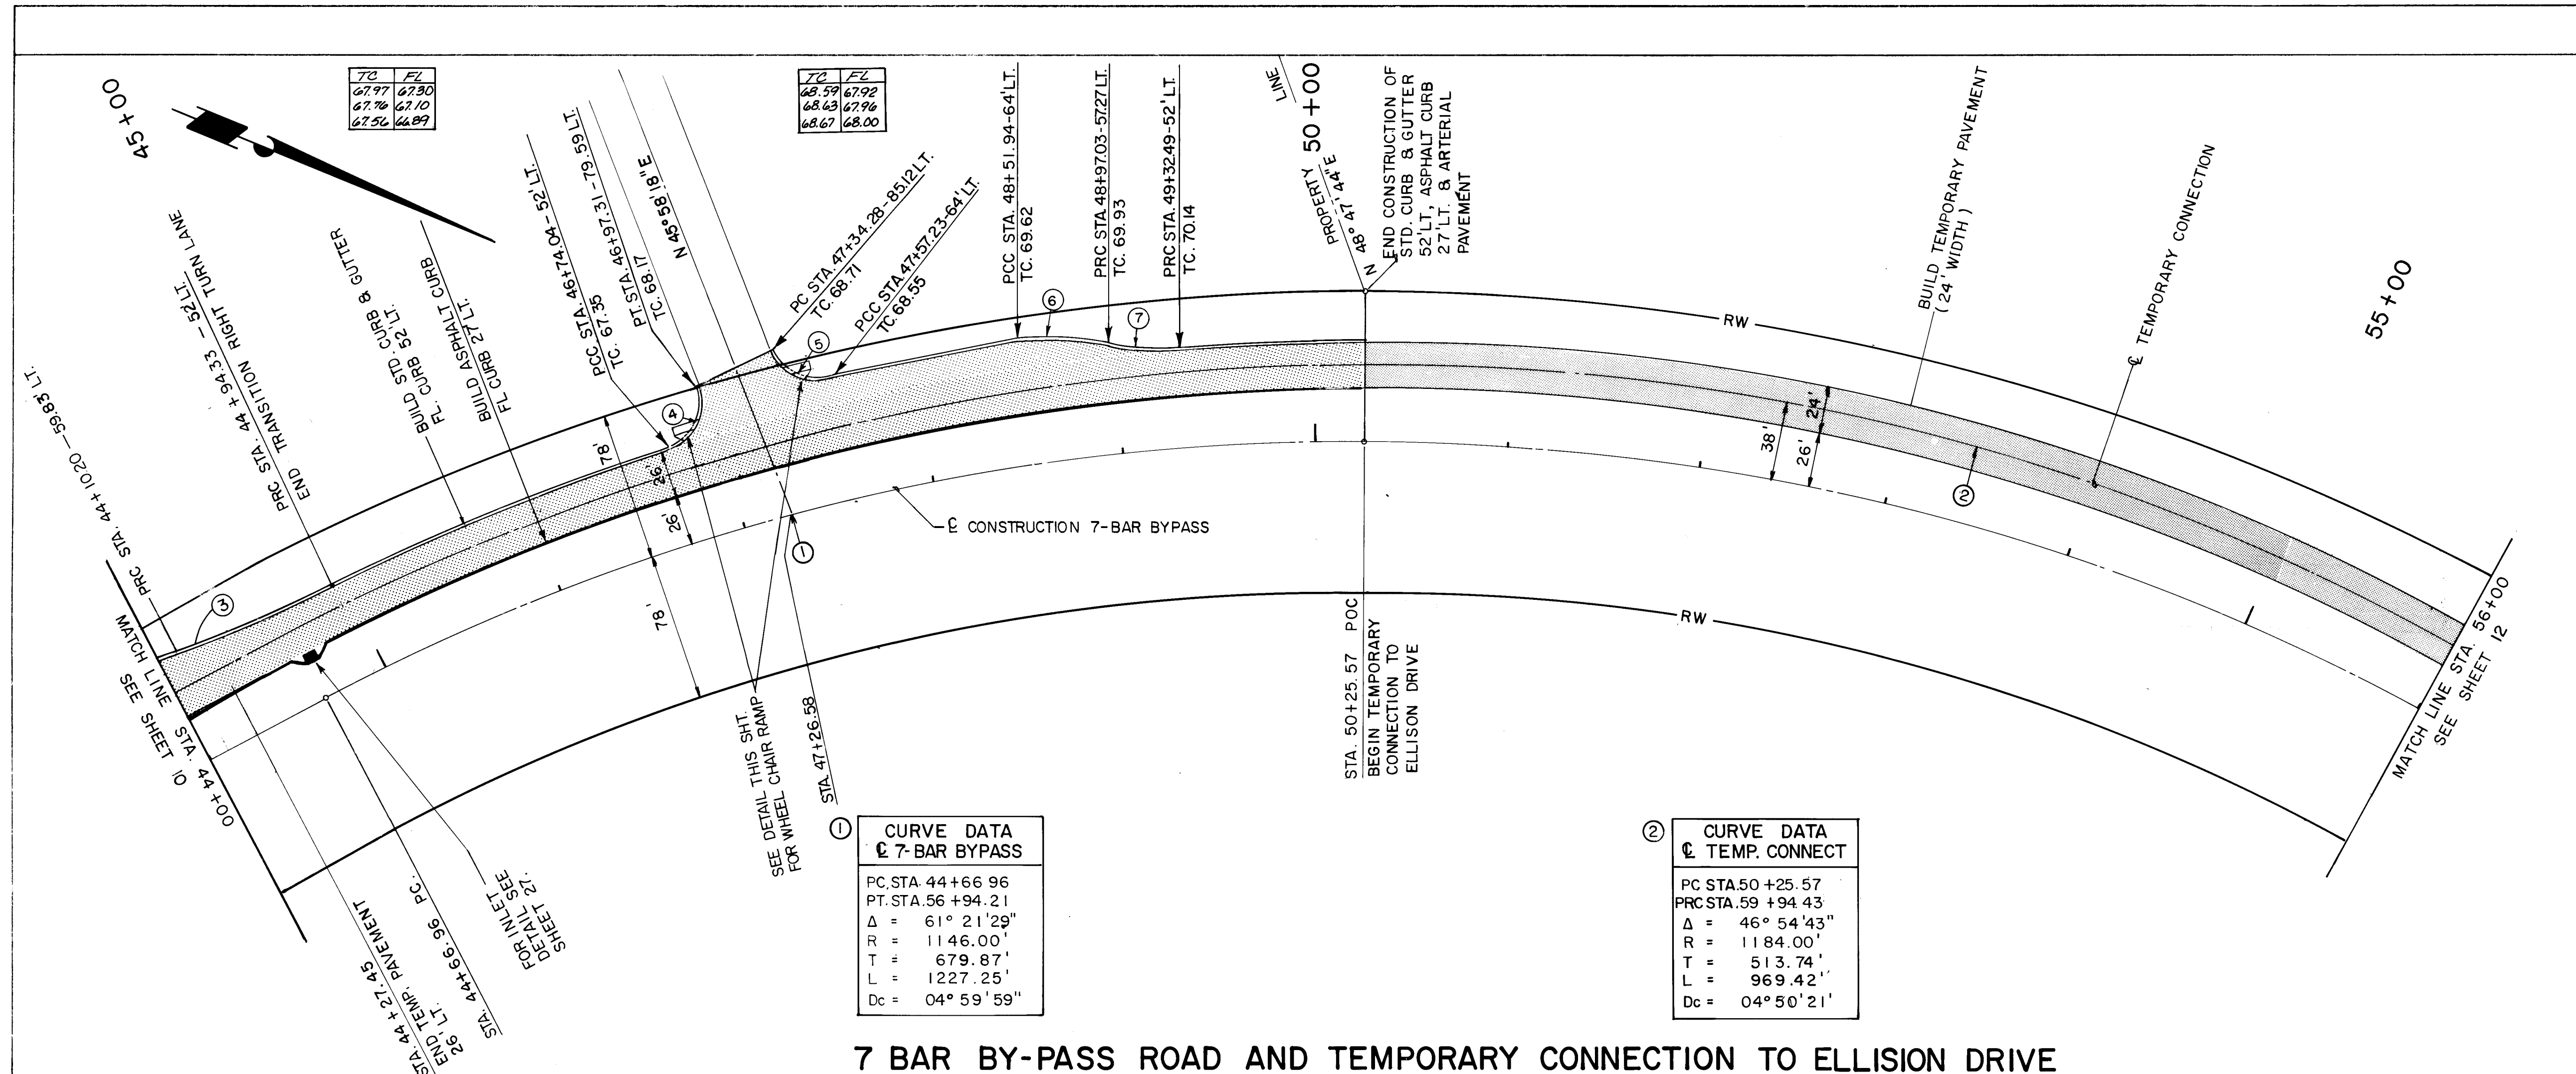 TC FL
67.97 67.30
67.76 67.10
67.56 66.89
TC FL
68.59 67.92
68.63 67.96
68.67 68.00
45+00
50+00
55+00
PRC STA. 44+10.20-59.83' LT.
PRC STA. 44+94.33-52' LT.
END TRANSITION RIGHT TURN LANE
BUILD STD. CURB & GUTTER
FL. CURB 52' LT.
BUILD ASPHALT CURB
FL CURB 27' LT.
PCC STA. 46+74.04-52' LT.
TC. 67.35
PT. STA. 46+97.31-79.59 LT.
TC. 68.17
N 45° 58' 18" E
PC STA. 47+34.28-85.12 LT.
TC. 68.71
PCC STA. 47+57.23-64' LT.
TC. 68.55
PCC STA. 48+51.94-64' LT.
TC. 69.62
PRC STA. 48+97.03-57.27 LT.
TC. 69.93
PRC STA. 49+32.49-52' LT.
TC. 70.14
PROPERTY LINE
N 48° 47' 44" E
END CONSTRUCTION OF
STD. CURB & GUTTER
52' LT, ASPHALT CURB
27' LT. & ARTERIAL
PAVEMENT
BUILD TEMPORARY PAVEMENT
(24' WIDTH)
℄ TEMPORARY CONNECTION
RW
RW
3
4
5
6
7
1
2
78'
26'
26'
78'
38'
24'
26'
℄ CONSTRUCTION 7-BAR BYPASS
MATCH LINE STA. 44+00
SEE SHEET 10
MATCH LINE STA. 56+00
SEE SHEET 12
STA. 44+27.45
END TEMP. PAVEMENT
26' LT.
STA. 44+66.96 PC.
FOR INLET
DETAIL SEE
SHEET 27.
SEE DETAIL THIS SHT.
FOR WHEEL CHAIR RAMP
STA. 47+26.58
STA. 50+25.57 POC
BEGIN TEMPORARY
CONNECTION TO
ELLISON DRIVE
1
CURVE DATA
℄ 7-BAR BYPASS
PC, STA. 44+66 96
PT. STA. 56+94.21
Δ = 61° 21'29"
R = 1146.00'
T = 679.87'
L = 1227.25'
Dc = 04° 59'59"
2
CURVE DATA
℄ TEMP. CONNECT
PC STA. 50+25.57
PRC STA. 59+94 43
Δ = 46° 54'43"
R = 1184.00'
T = 513.74'
L = 969.42'
Dc = 04° 50'21'
7 BAR BY-PASS ROAD AND TEMPORARY CONNECTION TO ELLISION DRIVE